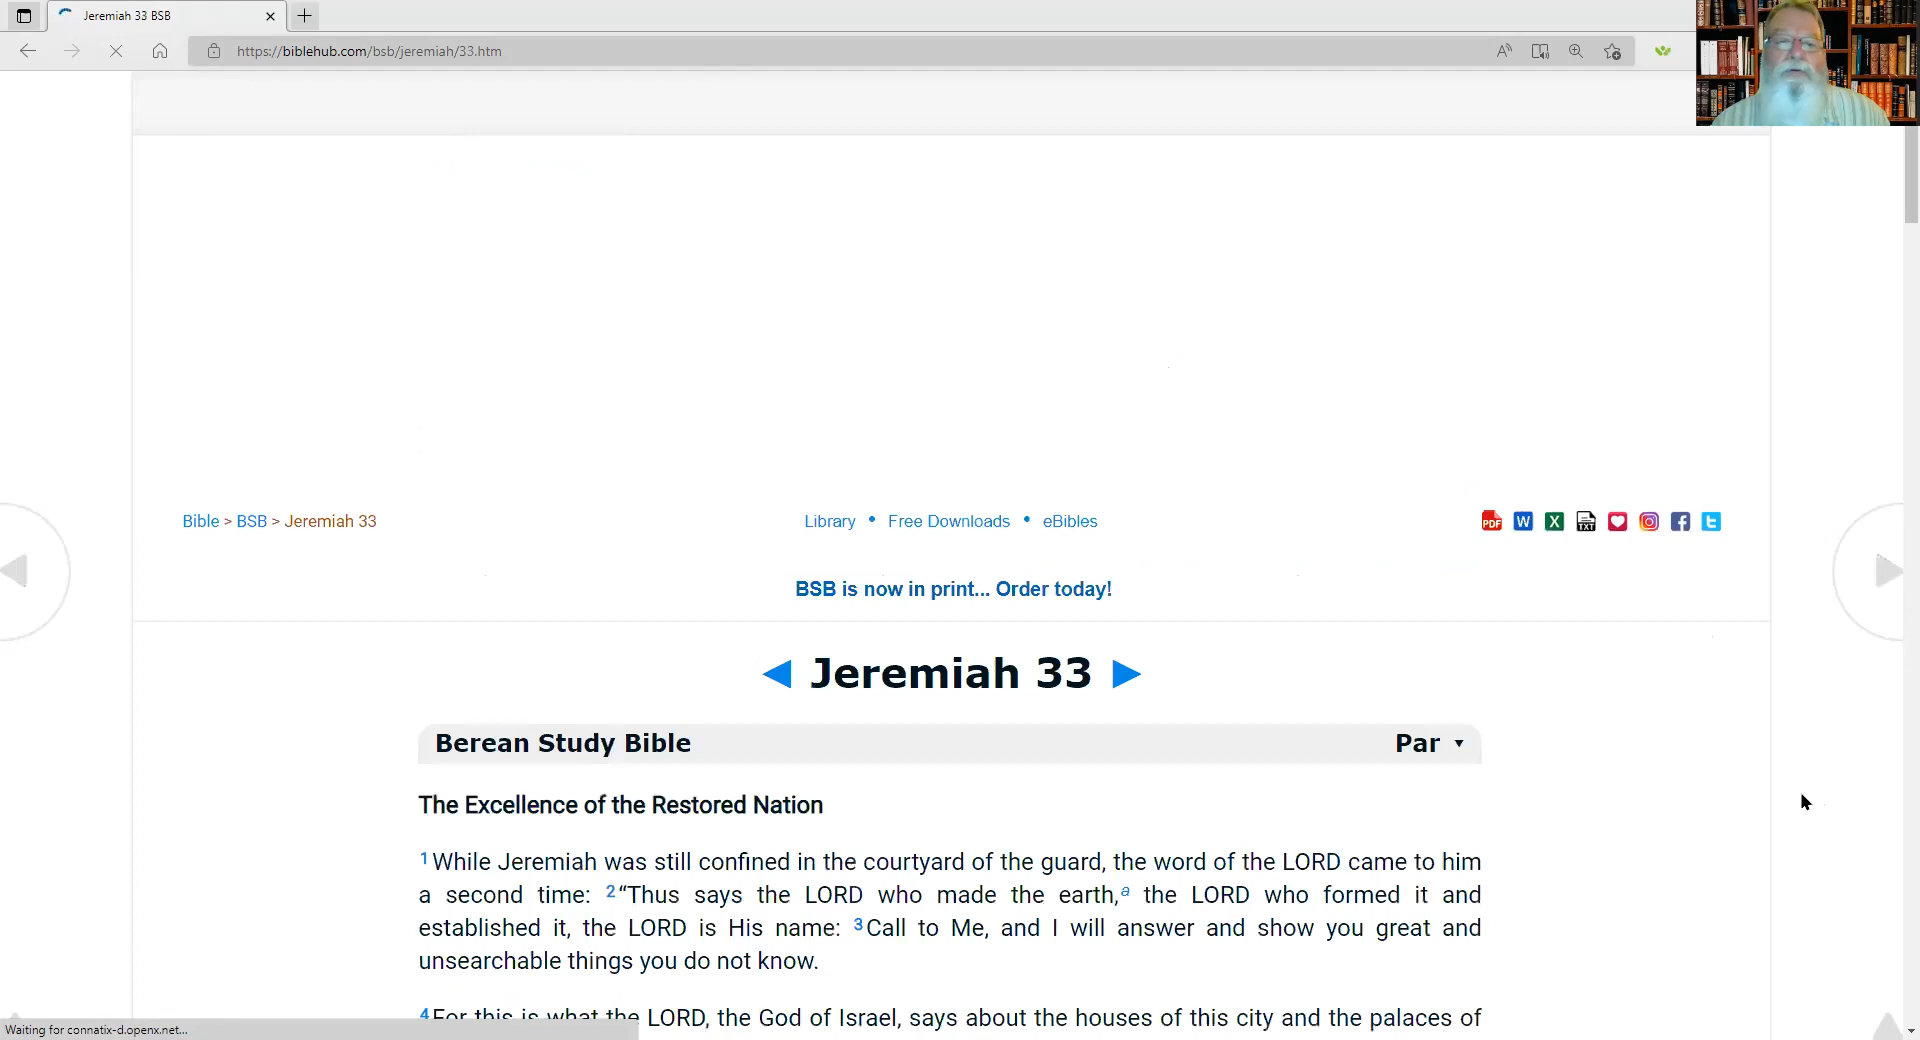 Jeremiah 33 BSB
https://biblehub.com/bsb/jeremiah/33.htm
Bible > BSB > Jeremiah 33
Library • Free Downloads • eBibles
PDF W X TXT
BSB is now in print... Order today!
◀ Jeremiah 33 ▶
Berean Study Bible Par ▼
The Excellence of the Restored Nation
1 While Jeremiah was still confined in the courtyard of the guard, the word of the LORD came to him
a second time: 2 “Thus says the LORD who made the earth,a the LORD who formed it and
established it, the LORD is His name: 3 Call to Me, and I will answer and show you great and
unsearchable things you do not know.
4 For this is what the LORD, the God of Israel, says about the houses of this city and the palaces of
Waiting for connatix-d.openx.net...